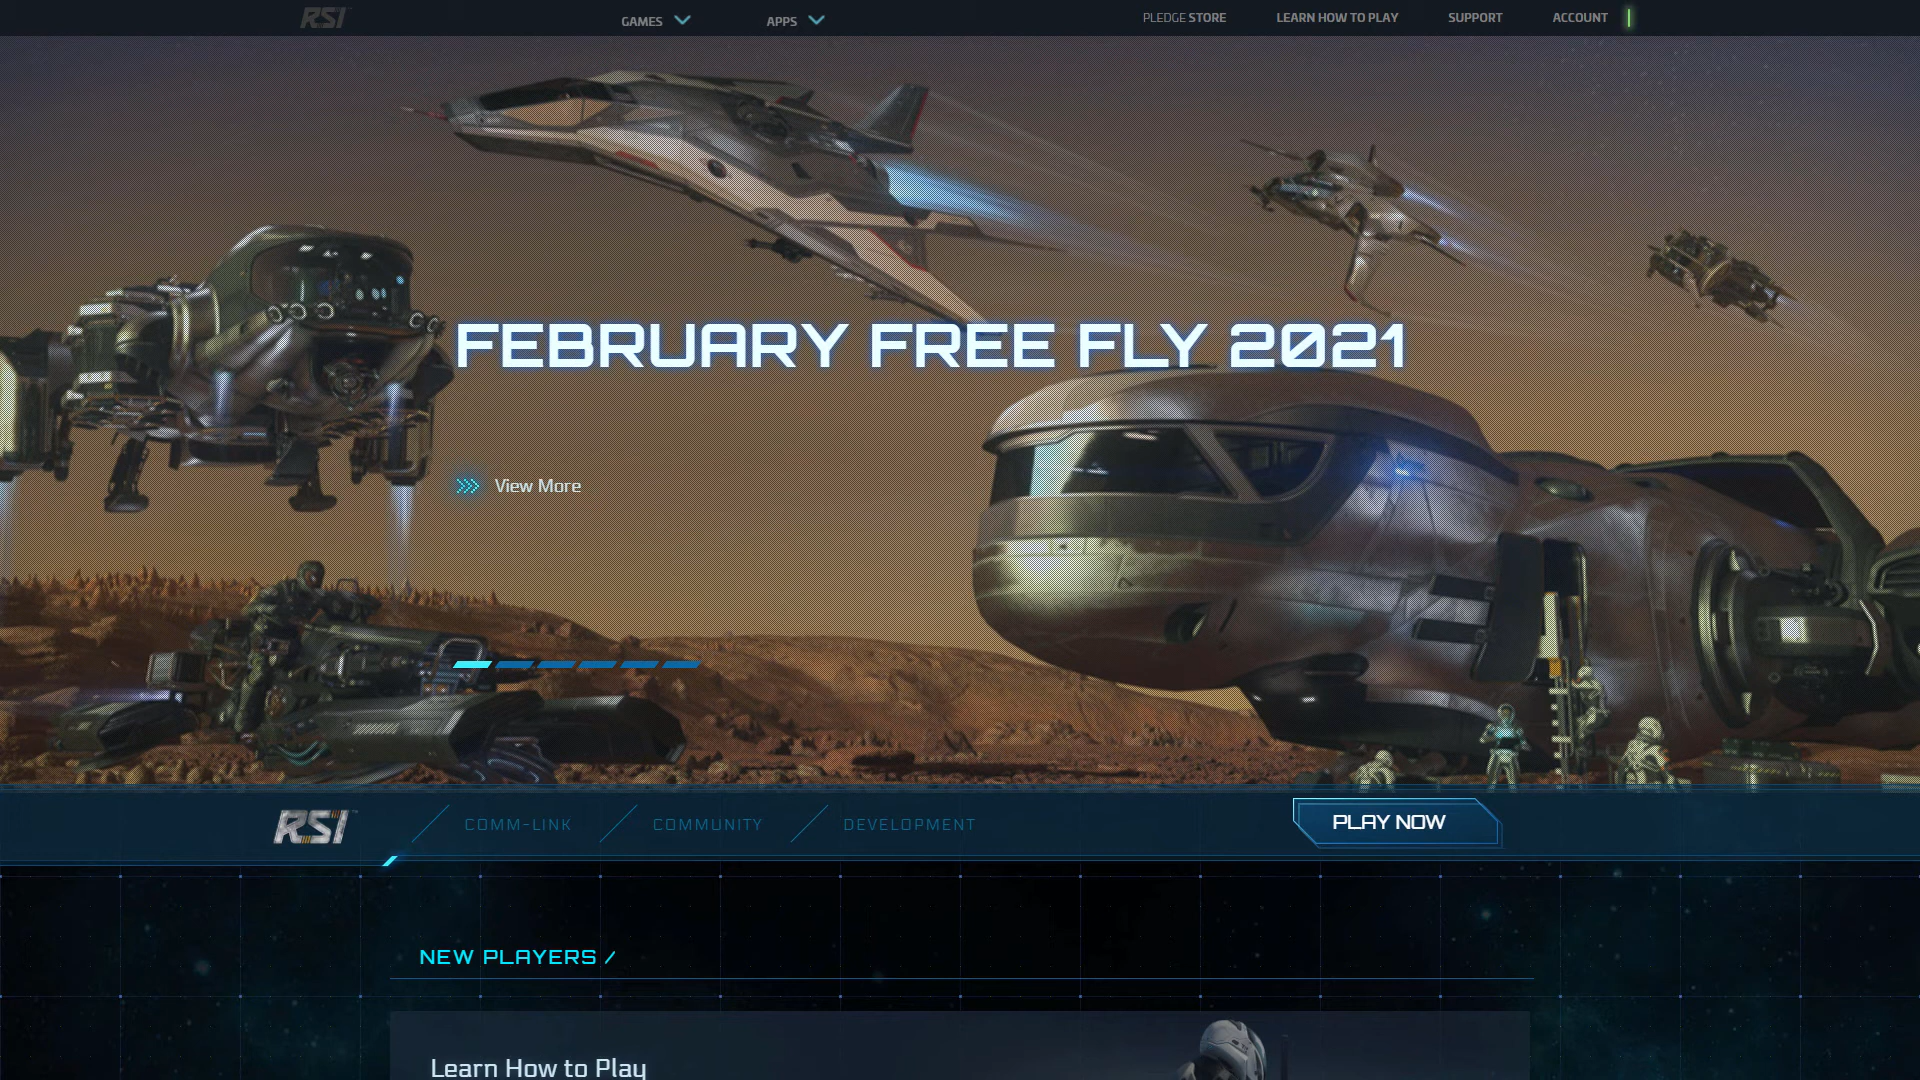 RSI
GAMES
APPS
PLEDGE STORE
LEARN HOW TO PLAY
SUPPORT
ACCOUNT
FEBRUARY FREE FLY 2021
View More
RSI
COMM-LINK
COMMUNITY
DEVELOPMENT
PLAY NOW
NEW PLAYERS /
Learn How to Play